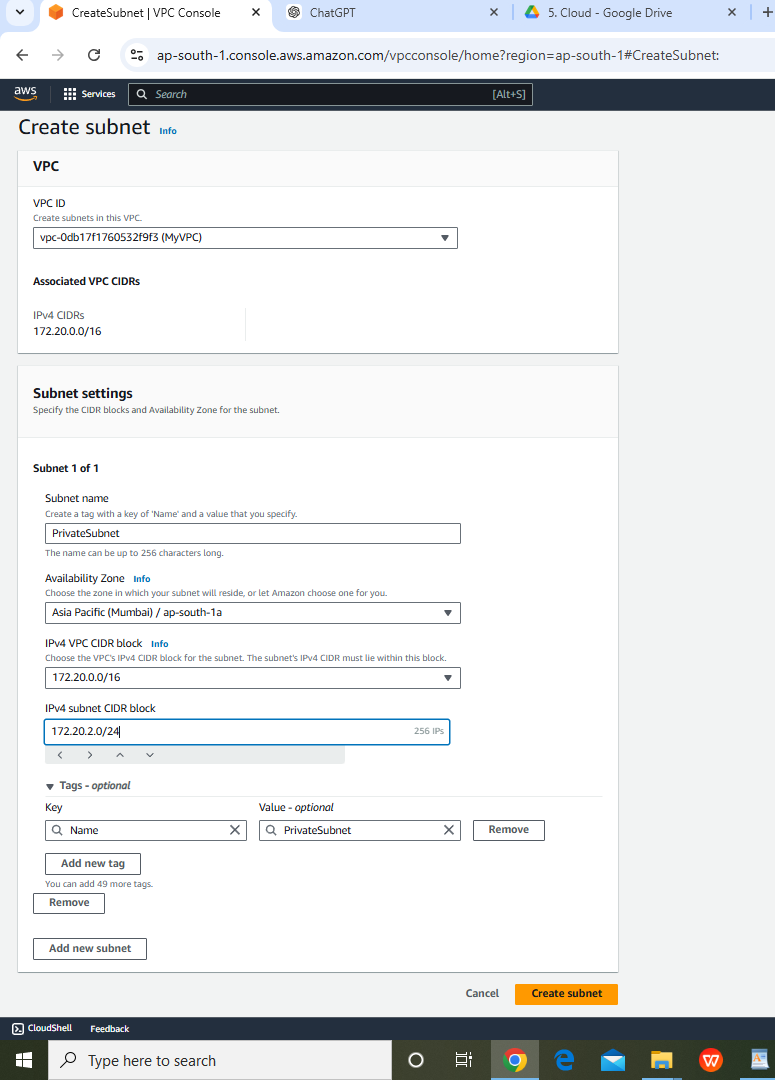 CreateSubnet | VPC Console
ChatGPT
5. Cloud - Google Drive
ap-south-1.console.aws.amazon.com/vpcconsole/home?region=ap-south-1#CreateSubnet:
aws
Services
Search
[Alt+S]
Create subnet Info
VPC
VPC ID
Create subnets in this VPC.
vpc-0db17f1760532f9f3 (MyVPC)
Associated VPC CIDRs
IPv4 CIDRs
172.20.0.0/16
Subnet settings
Specify the CIDR blocks and Availability Zone for the subnet.
Subnet 1 of 1
Subnet name
Create a tag with a key of 'Name' and a value that you specify.
PrivateSubnet
The name can be up to 256 characters long.
Availability Zone Info
Choose the zone in which your subnet will reside, or let Amazon choose one for you.
Asia Pacific (Mumbai) / ap-south-1a
IPv4 VPC CIDR block Info
Choose the VPC's IPv4 CIDR block for the subnet. The subnet's IPv4 CIDR must lie within this block.
172.20.0.0/16
IPv4 subnet CIDR block
172.20.2.0/24 256 IPs
Tags - optional
Key Value - optional
Name PrivateSubnet Remove
Add new tag
You can add 49 more tags.
Remove
Add new subnet
Cancel Create subnet
CloudShell Feedback
Type here to search